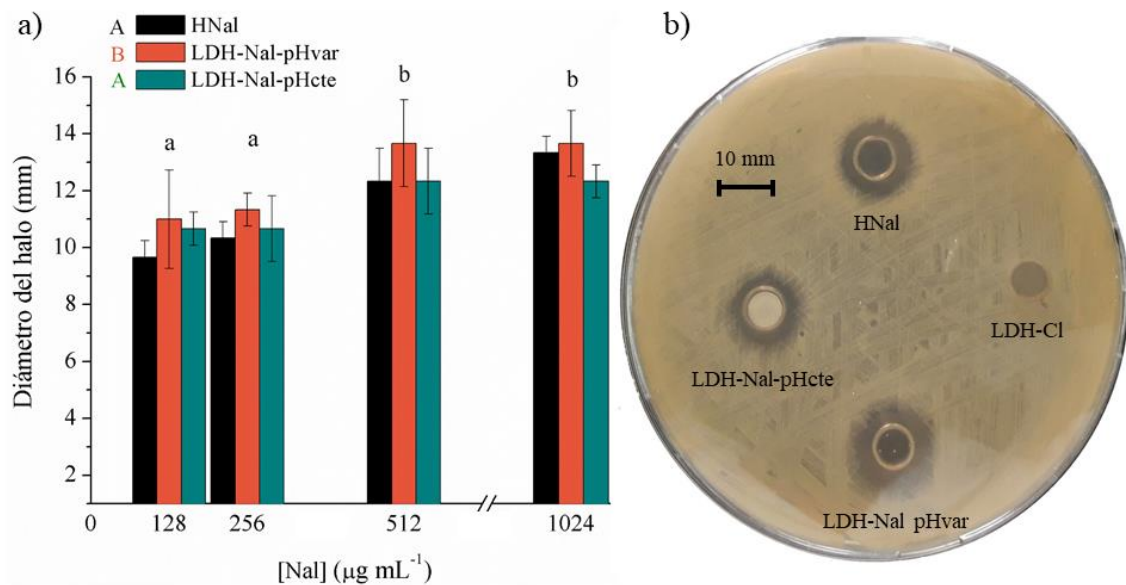 a)
A HNal
B LDH-Nal-pHvar
A LDH-Nal-pHcte
Diámetro del halo (mm)
16
14
12
10
8
6
4
2
a
a
b
b
0 128 256 512 1024
[Nal] (µg mL⁻¹)
b)
10 mm
HNal
LDH-Cl
LDH-Nal-pHcte
LDH-Nal pHvar